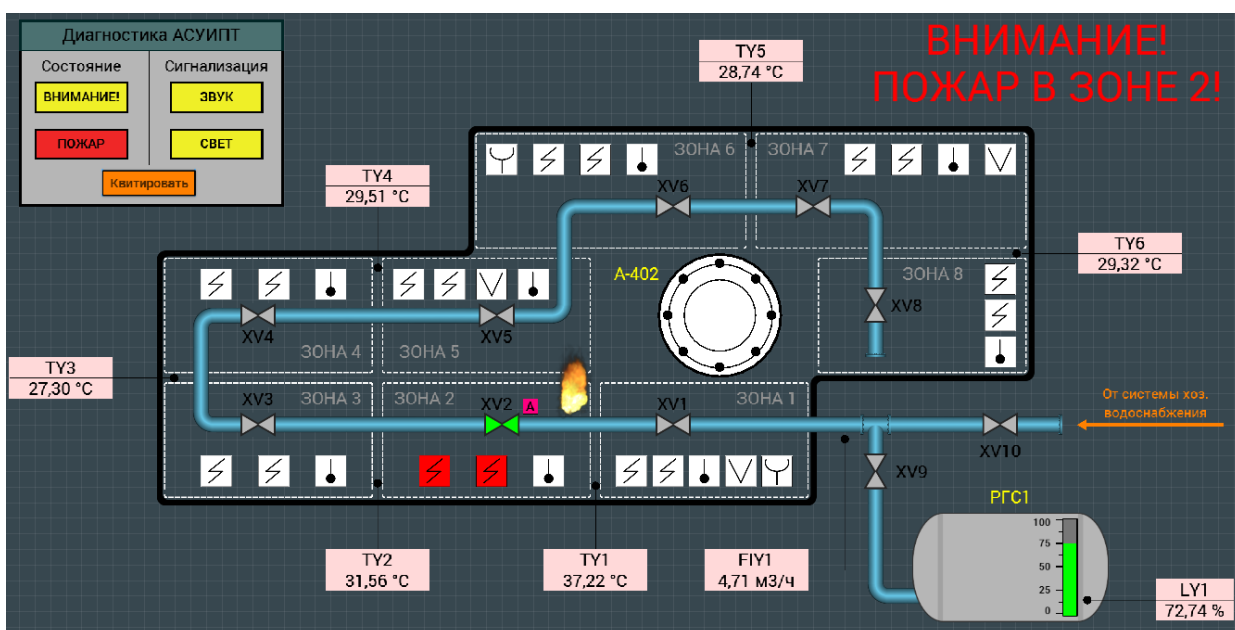 Диагностика АСУИПТ
Состояние
Сигнализация
ВНИМАНИЕ!
ЗВУК
ПОЖАР
СВЕТ
Квитировать
ВНИМАНИЕ!
ПОЖАР В ЗОНЕ 2!
TY5
28,74 °C
ЗОНА 6
ЗОНА 7
TY4
29,51 °C
XV6
XV7
TY6
29,32 °C
А-402
ЗОНА 8
XV8
XV4
XV5
ЗОНА 4
ЗОНА 5
TY3
27,30 °C
XV3
ЗОНА 3
ЗОНА 2
XV2
A
XV1
ЗОНА 1
От системы хоз.
водоснабжения
XV10
XV9
РГС1
100
75
50
25
0
TY2
31,56 °C
TY1
37,22 °C
FIY1
4,71 м3/ч
LY1
72,74 %